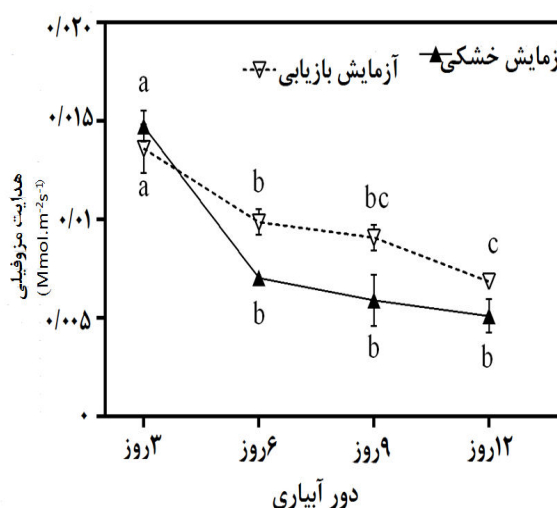 ۰/۰۲۰
۰/۰۱۵
۰/۰۱
۰/۰۰۵
۰
هدایت مزوفیلی
(Mmol.m-²s-¹)
آزمایش بازیابی
زمایش خشکی
a
a
b
bc
c
b
b
b
۳روز
۶روز
۹روز
۱۲روز
دور آبیاری